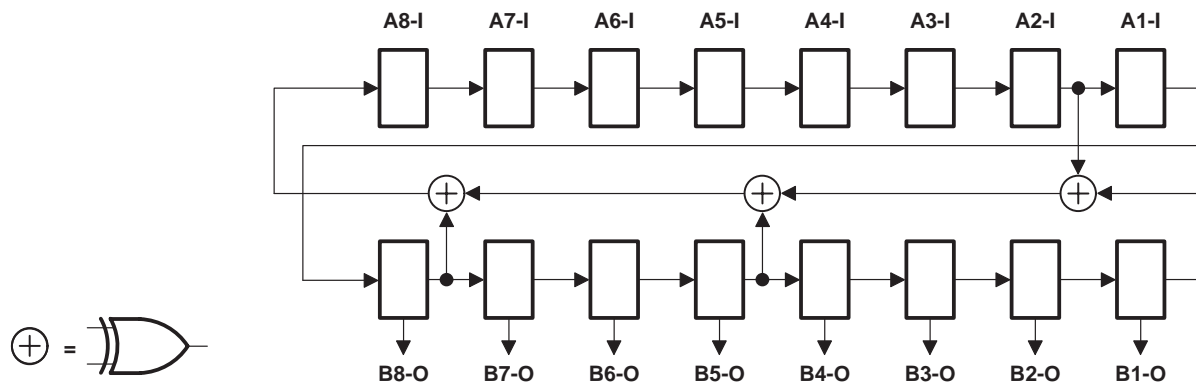 A8-I A7-I A6-I A5-I A4-I A3-I A2-I A1-I
=
B8-O B7-O B6-O B5-O B4-O B3-O B2-O B1-O